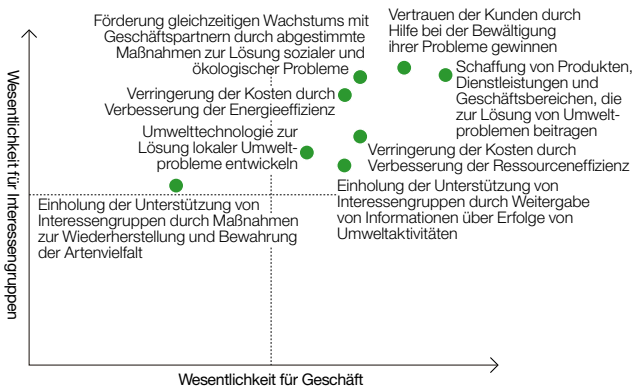 Förderung gleichzeitigen Wachstums mit
Geschäftspartnern durch abgestimmte
Maßnahmen zur Lösung sozialer und
ökologischer Probleme
Vertrauen der Kunden durch
Hilfe bei der Bewältigung
ihrer Probleme gewinnen
Schaffung von Produkten,
Dienstleistungen und
Geschäftsbereichen, die
zur Lösung von Umwelt-
problemen beitragen
Verringerung der Kosten durch
Verbesserung der Energieeffizienz
Umwelttechnologie zur
Lösung lokaler Umwelt-
probleme entwickeln
Verringerung der Kosten durch
Verbesserung der Ressourceneffizienz
Einholung der Unterstützung von
Interessengruppen durch Weitergabe
von Informationen über Erfolge von
Umweltaktivitäten
Einholung der Unterstützung von
Interessengruppen durch Maßnahmen
zur Wiederherstellung und Bewahrung
der Artenvielfalt
Wesentlichkeit für Interessengruppen
Wesentlichkeit für Geschäft